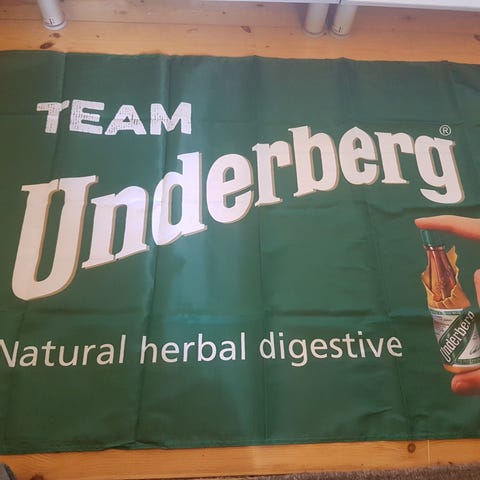 TEAM
Underberg®
Natural herbal digestive
Underberg